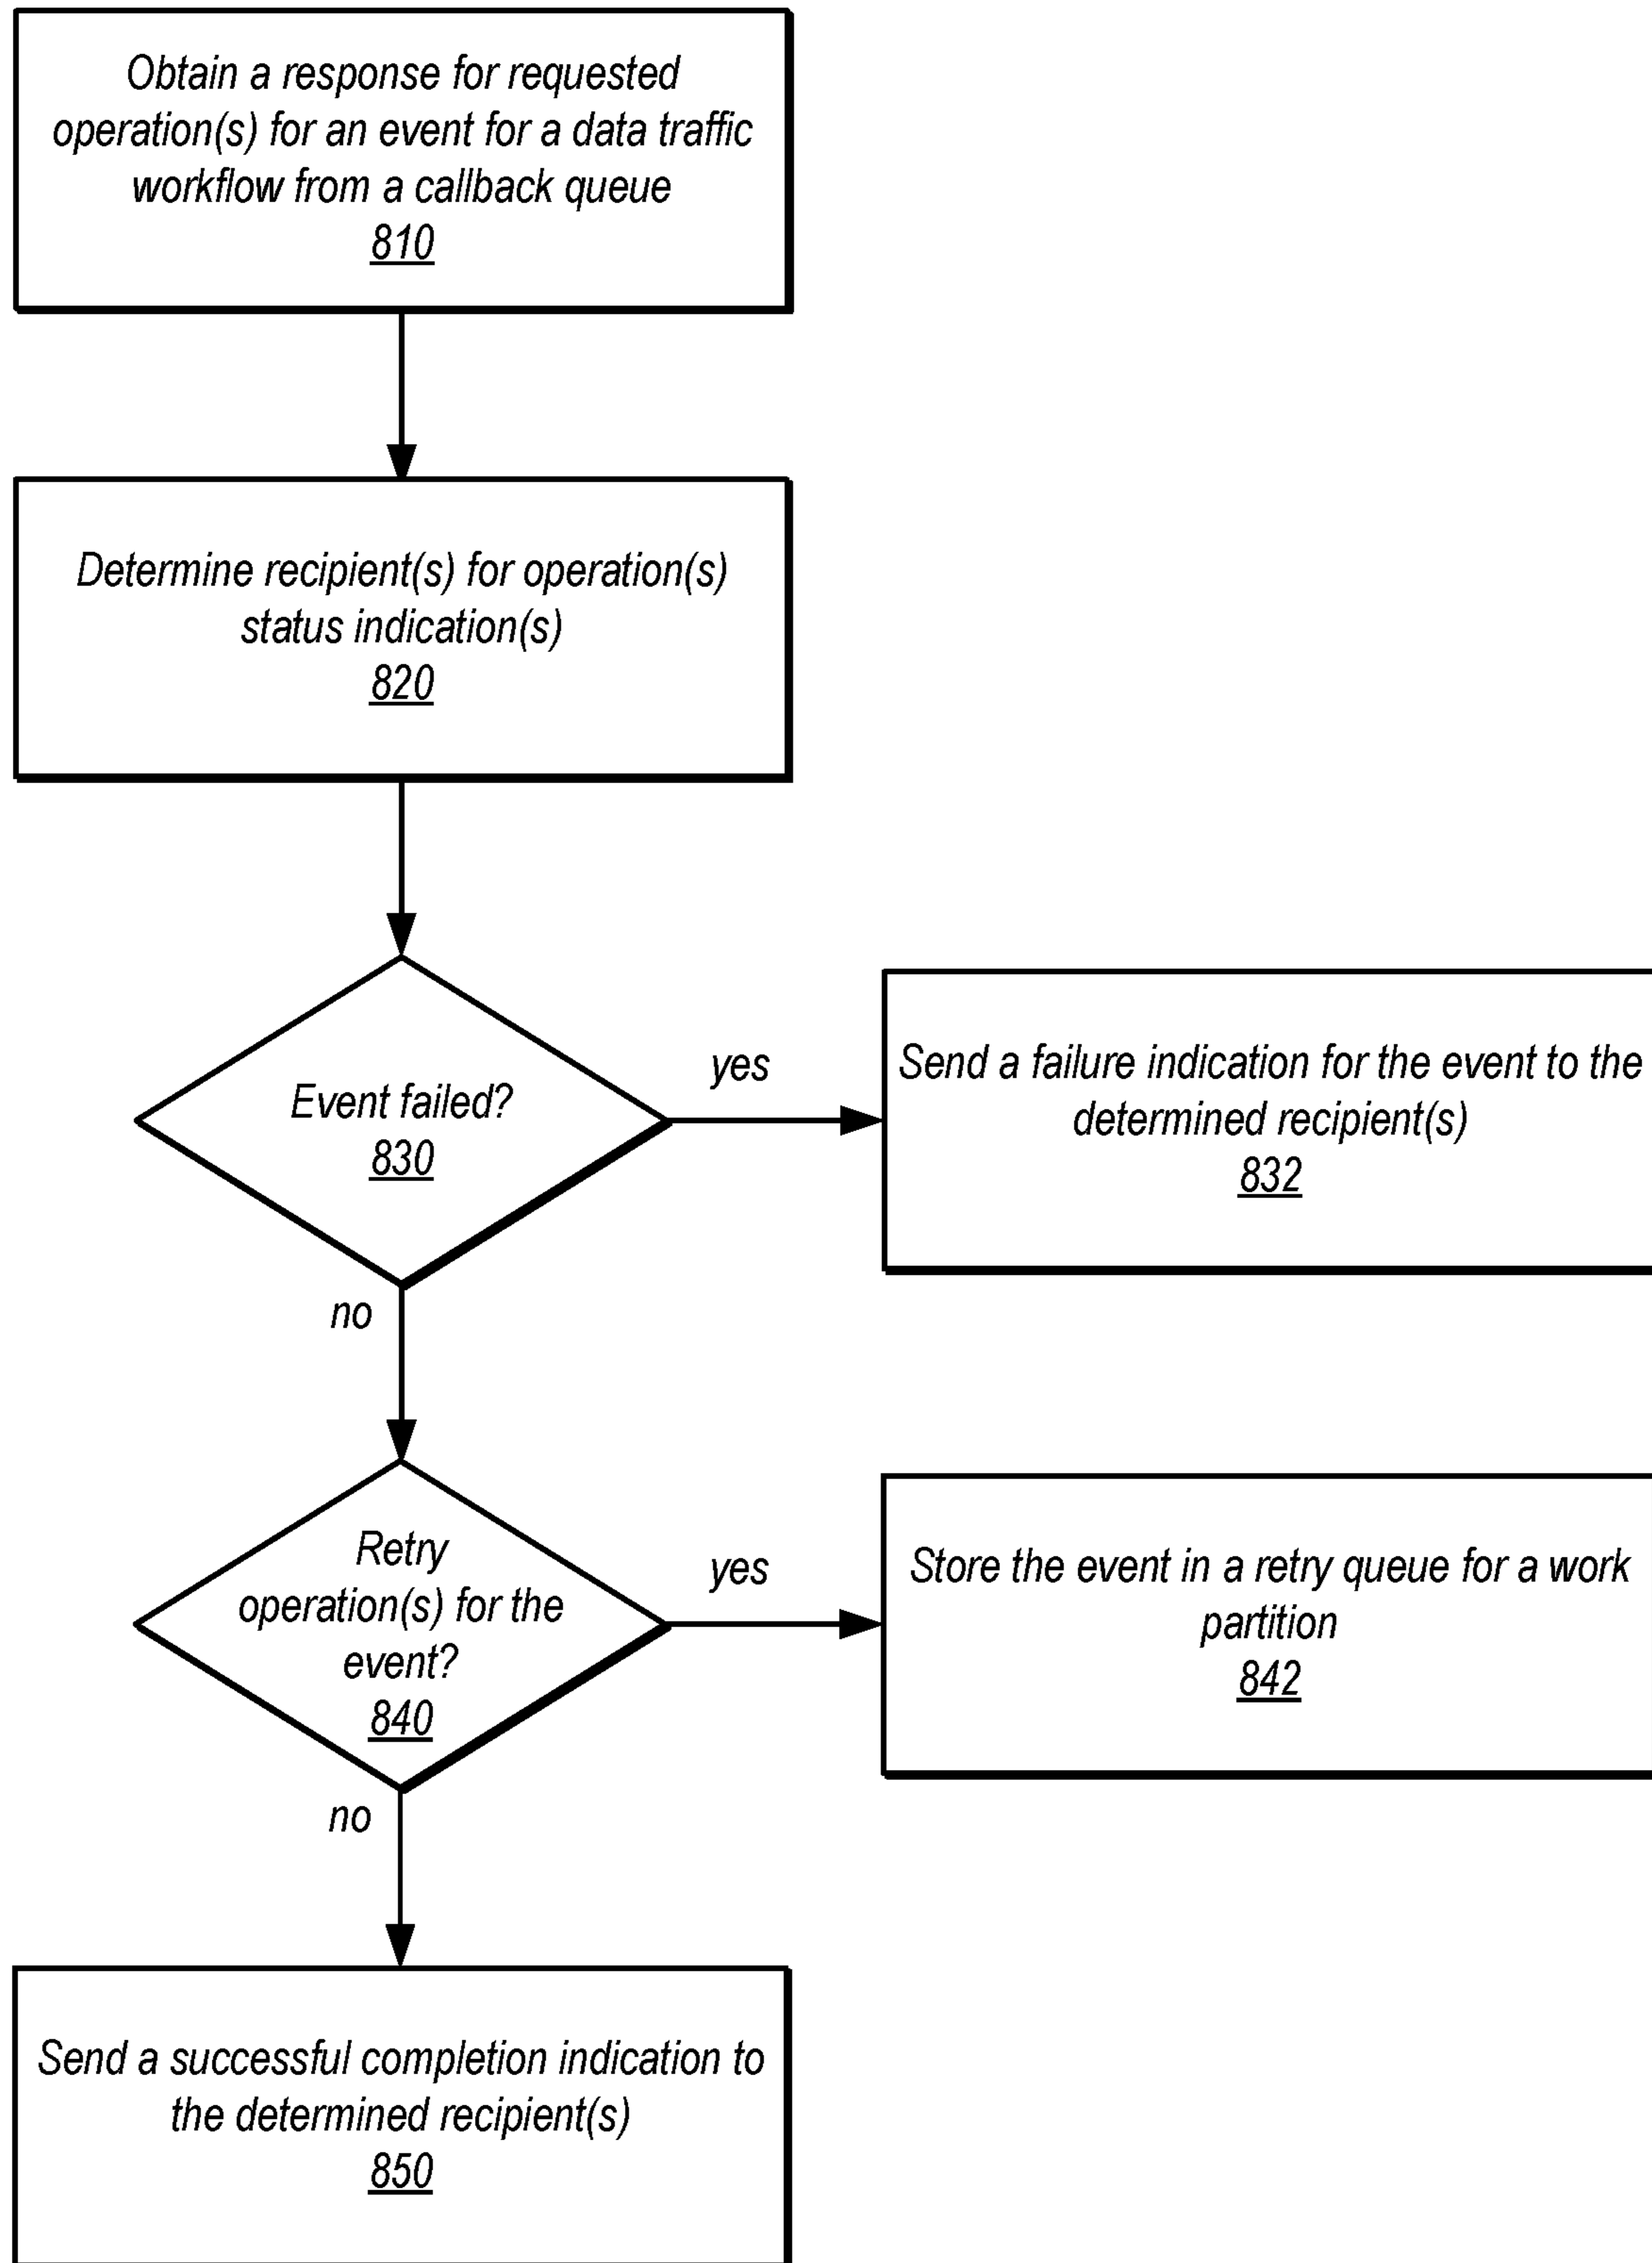 Obtain a response for requested
operation(s) for an event for a data traffic
workflow from a callback queue
810
Determine recipient(s) for operation(s)
status indication(s)
820
Event failed?
830
yes
Send a failure indication for the event to the
determined recipient(s)
832
no
Retry
operation(s) for the
event?
840
yes
Store the event in a retry queue for a work
partition
842
no
Send a successful completion indication to
the determined recipient(s)
850